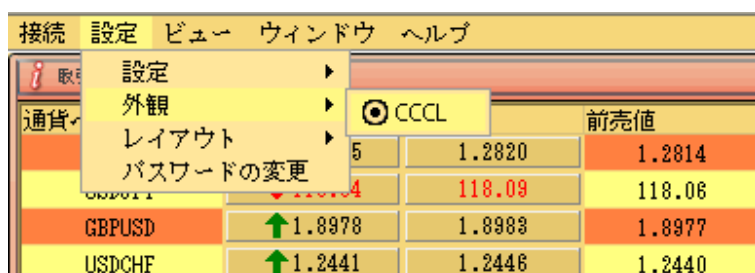 接続 設定 ビュー ウィンドウ ヘルプ
設定
外観
CCCL
レイアウト
パスワードの変更
通貨 前売値
5 1.2820 1.2814
118.09 118.06
GBPUSD 1.8978 1.8983 1.8977
USDCHF 1.2441 1.2446 1.2440